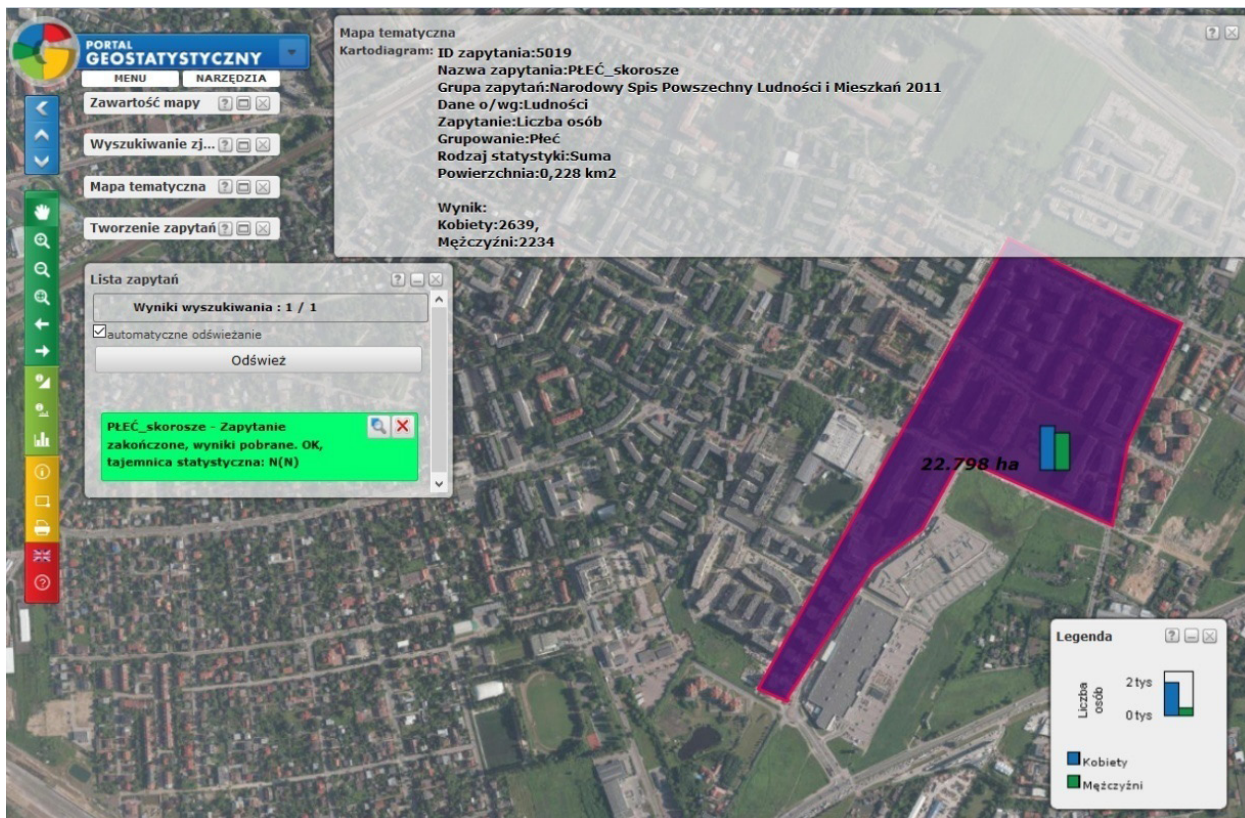 PORTAL
GEOSTATYSTYCZNY
MENU
NARZĘDZIA
Zawartość mapy
Wyszukiwanie zj...
Mapa tematyczna
Tworzenie zapytań
Mapa tematyczna
Kartodiagram: ID zapytania:5019
Nazwa zapytania:PŁEĆ_skorosze
Grupa zapytań:Narodowy Spis Powszechny Ludności i Mieszkań 2011
Dane o/wg:Ludności
Zapytanie:Liczba osób
Grupowanie:Płeć
Rodzaj statystyki:Suma
Powierzchnia:0,228 km2
Wynik:
Kobiety:2639,
Mężczyźni:2234
Lista zapytań
Wyniki wyszukiwania : 1 / 1
automatyczne odświeżanie
Odśwież
PŁEĆ_skorosze - Zapytanie
zakończone, wyniki pobrane. OK,
tajemnica statystyczna: N(N)
22.798 ha
Legenda
Liczba
osób
2 tys
0 tys
Kobiety
Mężczyźni